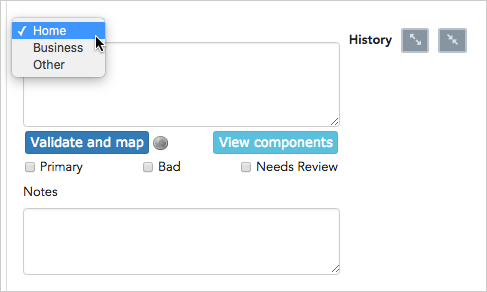 ✓ Home
Business
Other
History
Validate and map
View components
Primary
Bad
Needs Review
Notes